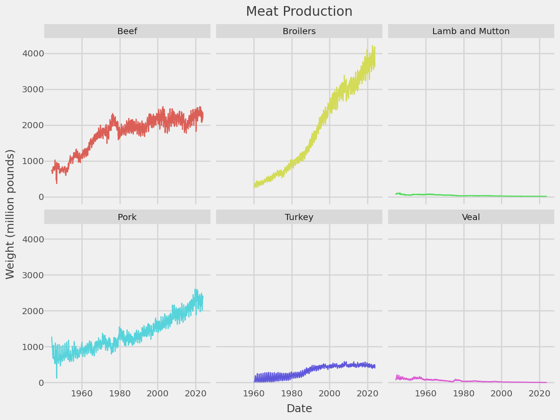 Meat Production
Beef Broilers Lamb and Mutton
4000
3000
2000
1000
0
Pork Turkey Veal
4000
3000
2000
1000
0
1960 1980 2000 2020 1960 1980 2000 2020 1960 1980 2000 2020
Date
Weight (million pounds)